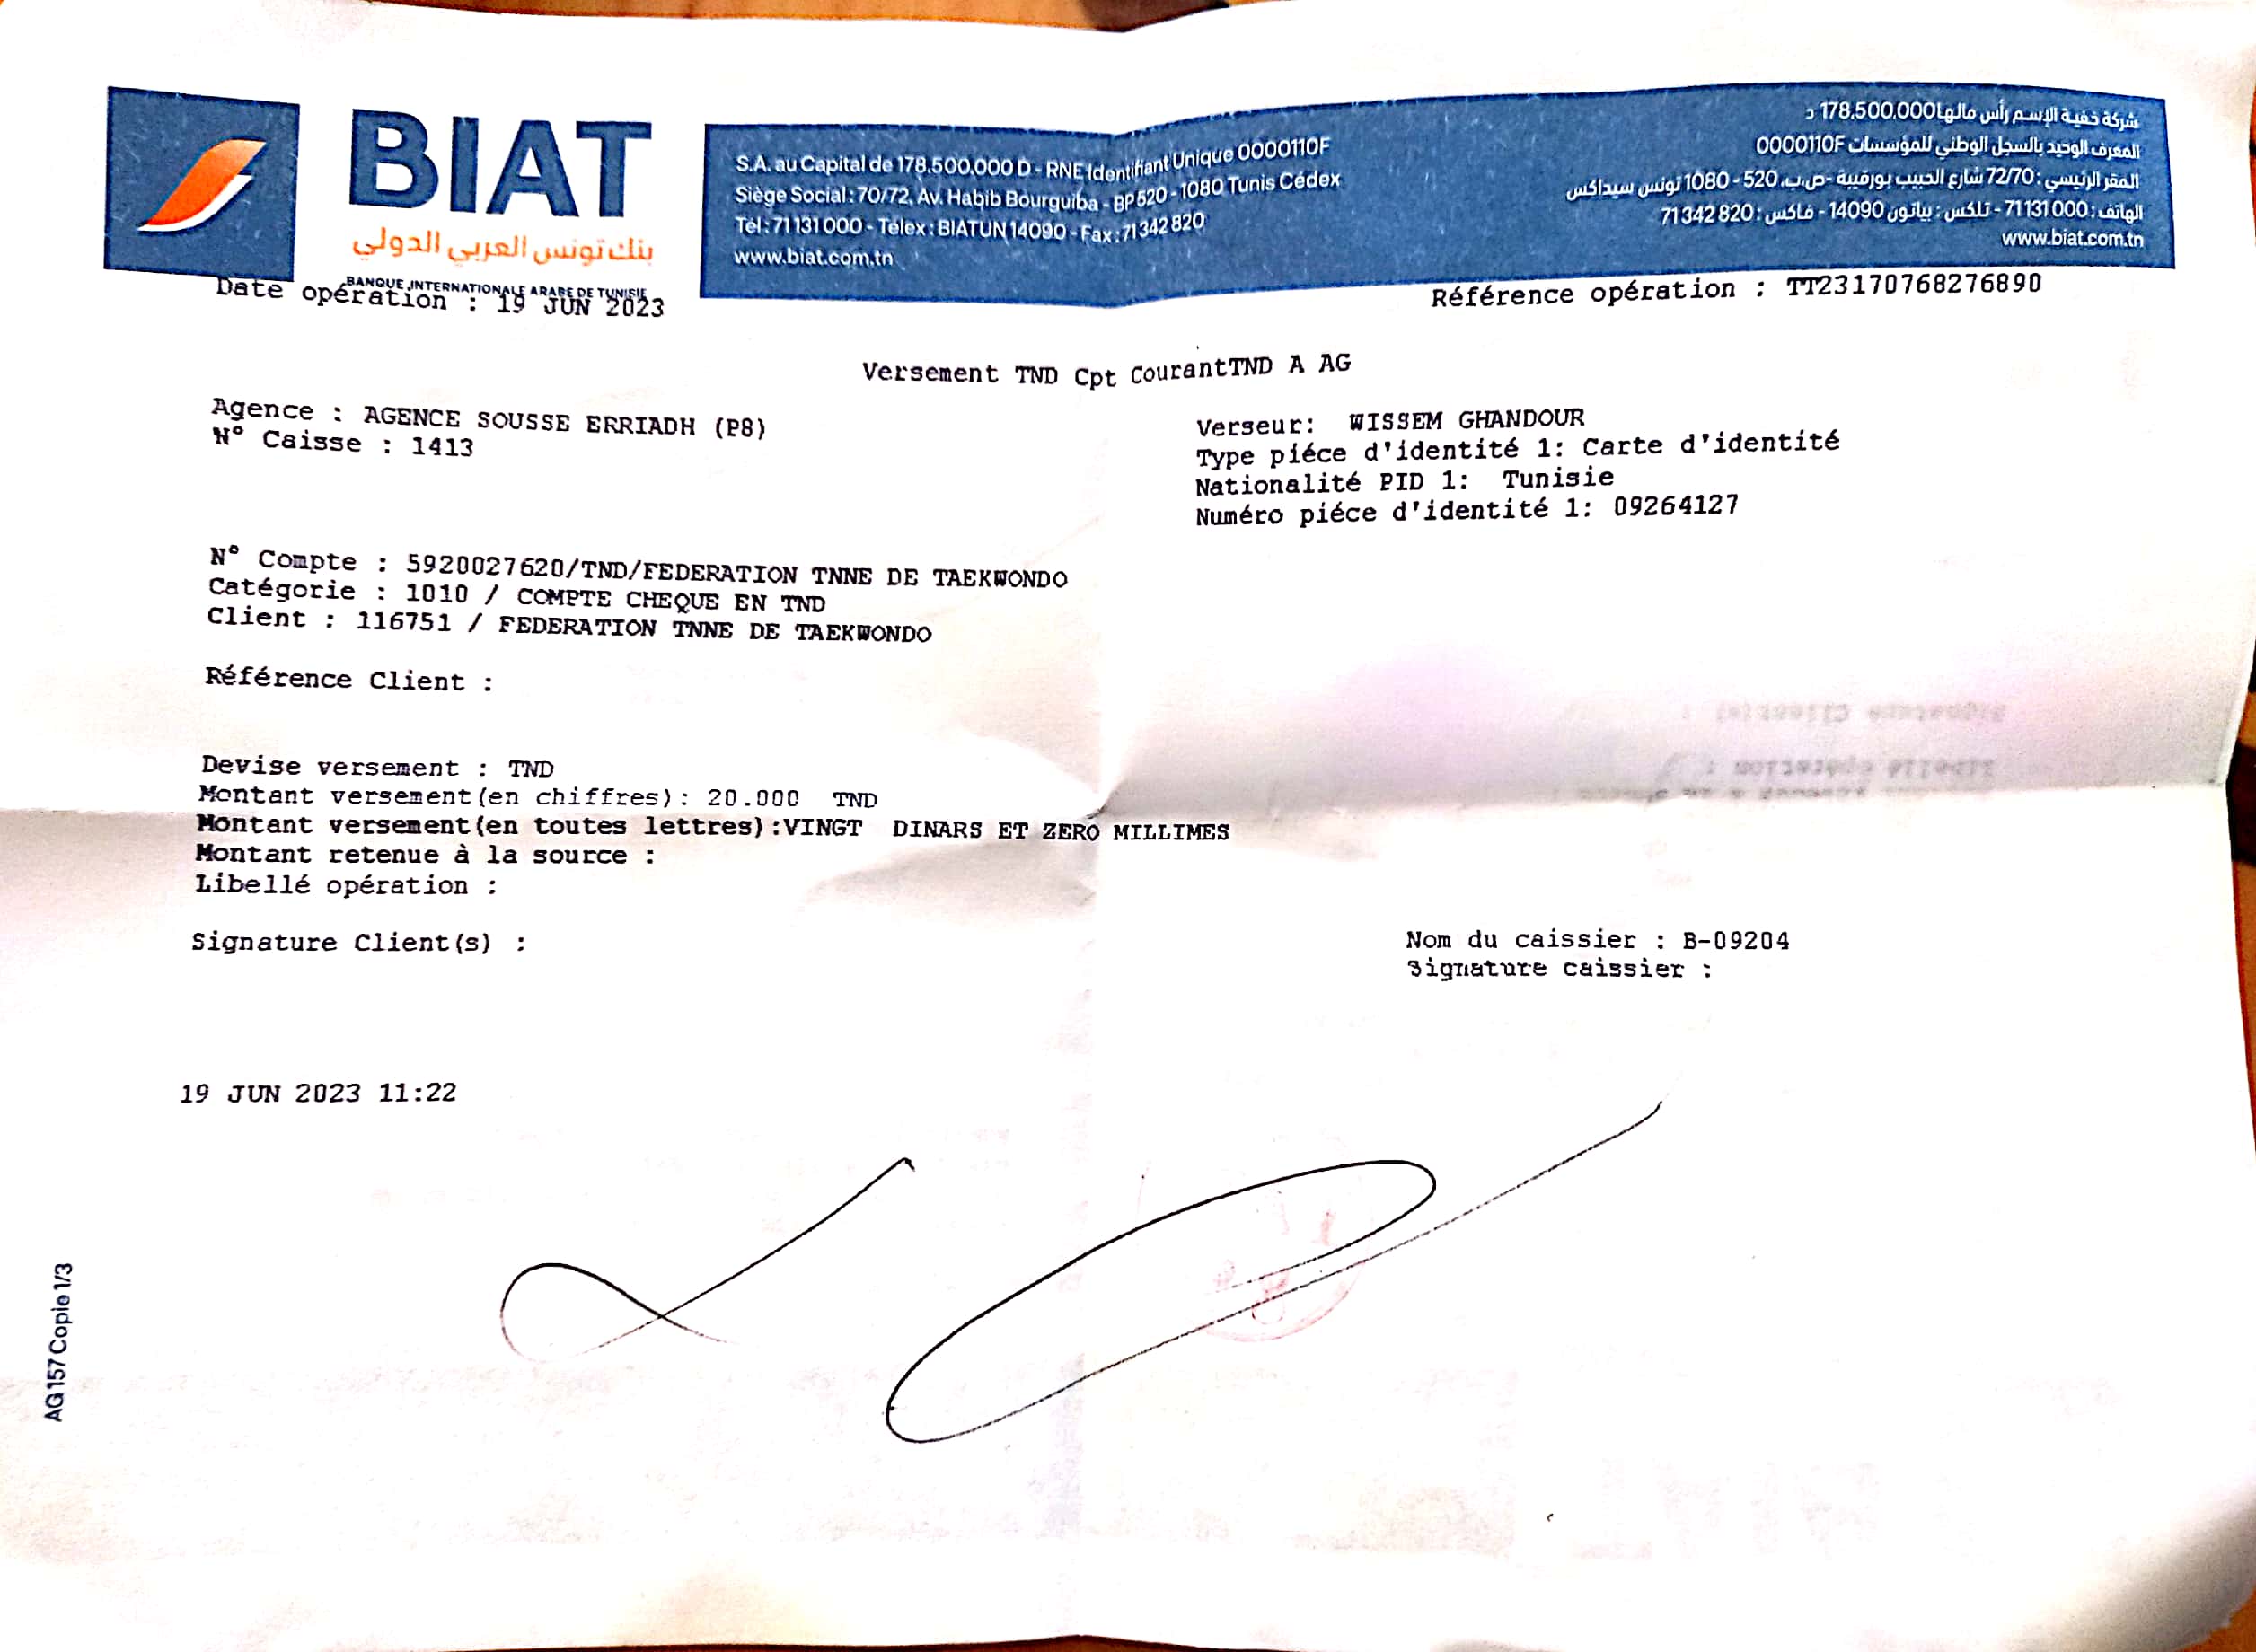 BIAT
بنك تونس العربي الدولي
BANQUE INTERNATIONALE ARABE DE TUNISIE
S.A. au Capital de 178.500.000 D - RNE Identifiant Unique 0000110F
Siège Social : 70/72, Av. Habib Bourguiba - BP 520 - 1080 Tunis Cédex
Tél : 71 131 000 - Télex : BIATUN 14090 - Fax : 71 342 820
www.biat.com.tn
شركة خفية الإسم رأس مالها 178.500.000 د
المعرف الوحيد بالسجل الوطني للمؤسسات 0000110F
المقر الرئيسي : 72/70 شارع الحبيب بورقيبة -ص.ب. 520 - 1080 تونس سيداكس
الهاتف : 71 131 000 - تلكس : بياتون 14090 - فاكس : 71 342 820
www.biat.com.tn
Date opération : 19 JUN 2023
Référence opération : TT23170768276890
Versement TND Cpt CourantTND A AG
Agence : AGENCE SOUSSE ERRIADH (P8)
N° Caisse : 1413
Verseur: WISSEM GHANDOUR
Type piéce d'identité 1: Carte d'identité
Nationalité PID 1: Tunisie
Numéro piéce d'identité 1: 09264127
N° Compte : 5920027620/TND/FEDERATION TNNE DE TAEKWONDO
Catégorie : 1010 / COMPTE CHEQUE EN TND
Client : 116751 / FEDERATION TNNE DE TAEKWONDO
Référence Client :
Devise versement : TND
Montant versement(en chiffres): 20.000 TND
Montant versement(en toutes lettres):VINGT DINARS ET ZERO MILLIMES
Montant retenue à la source :
Libellé opération :
Signature Client(s) :
Nom du caissier : B-09204
Signature caissier :
19 JUN 2023 11:22
AG 157 Copie 1/3